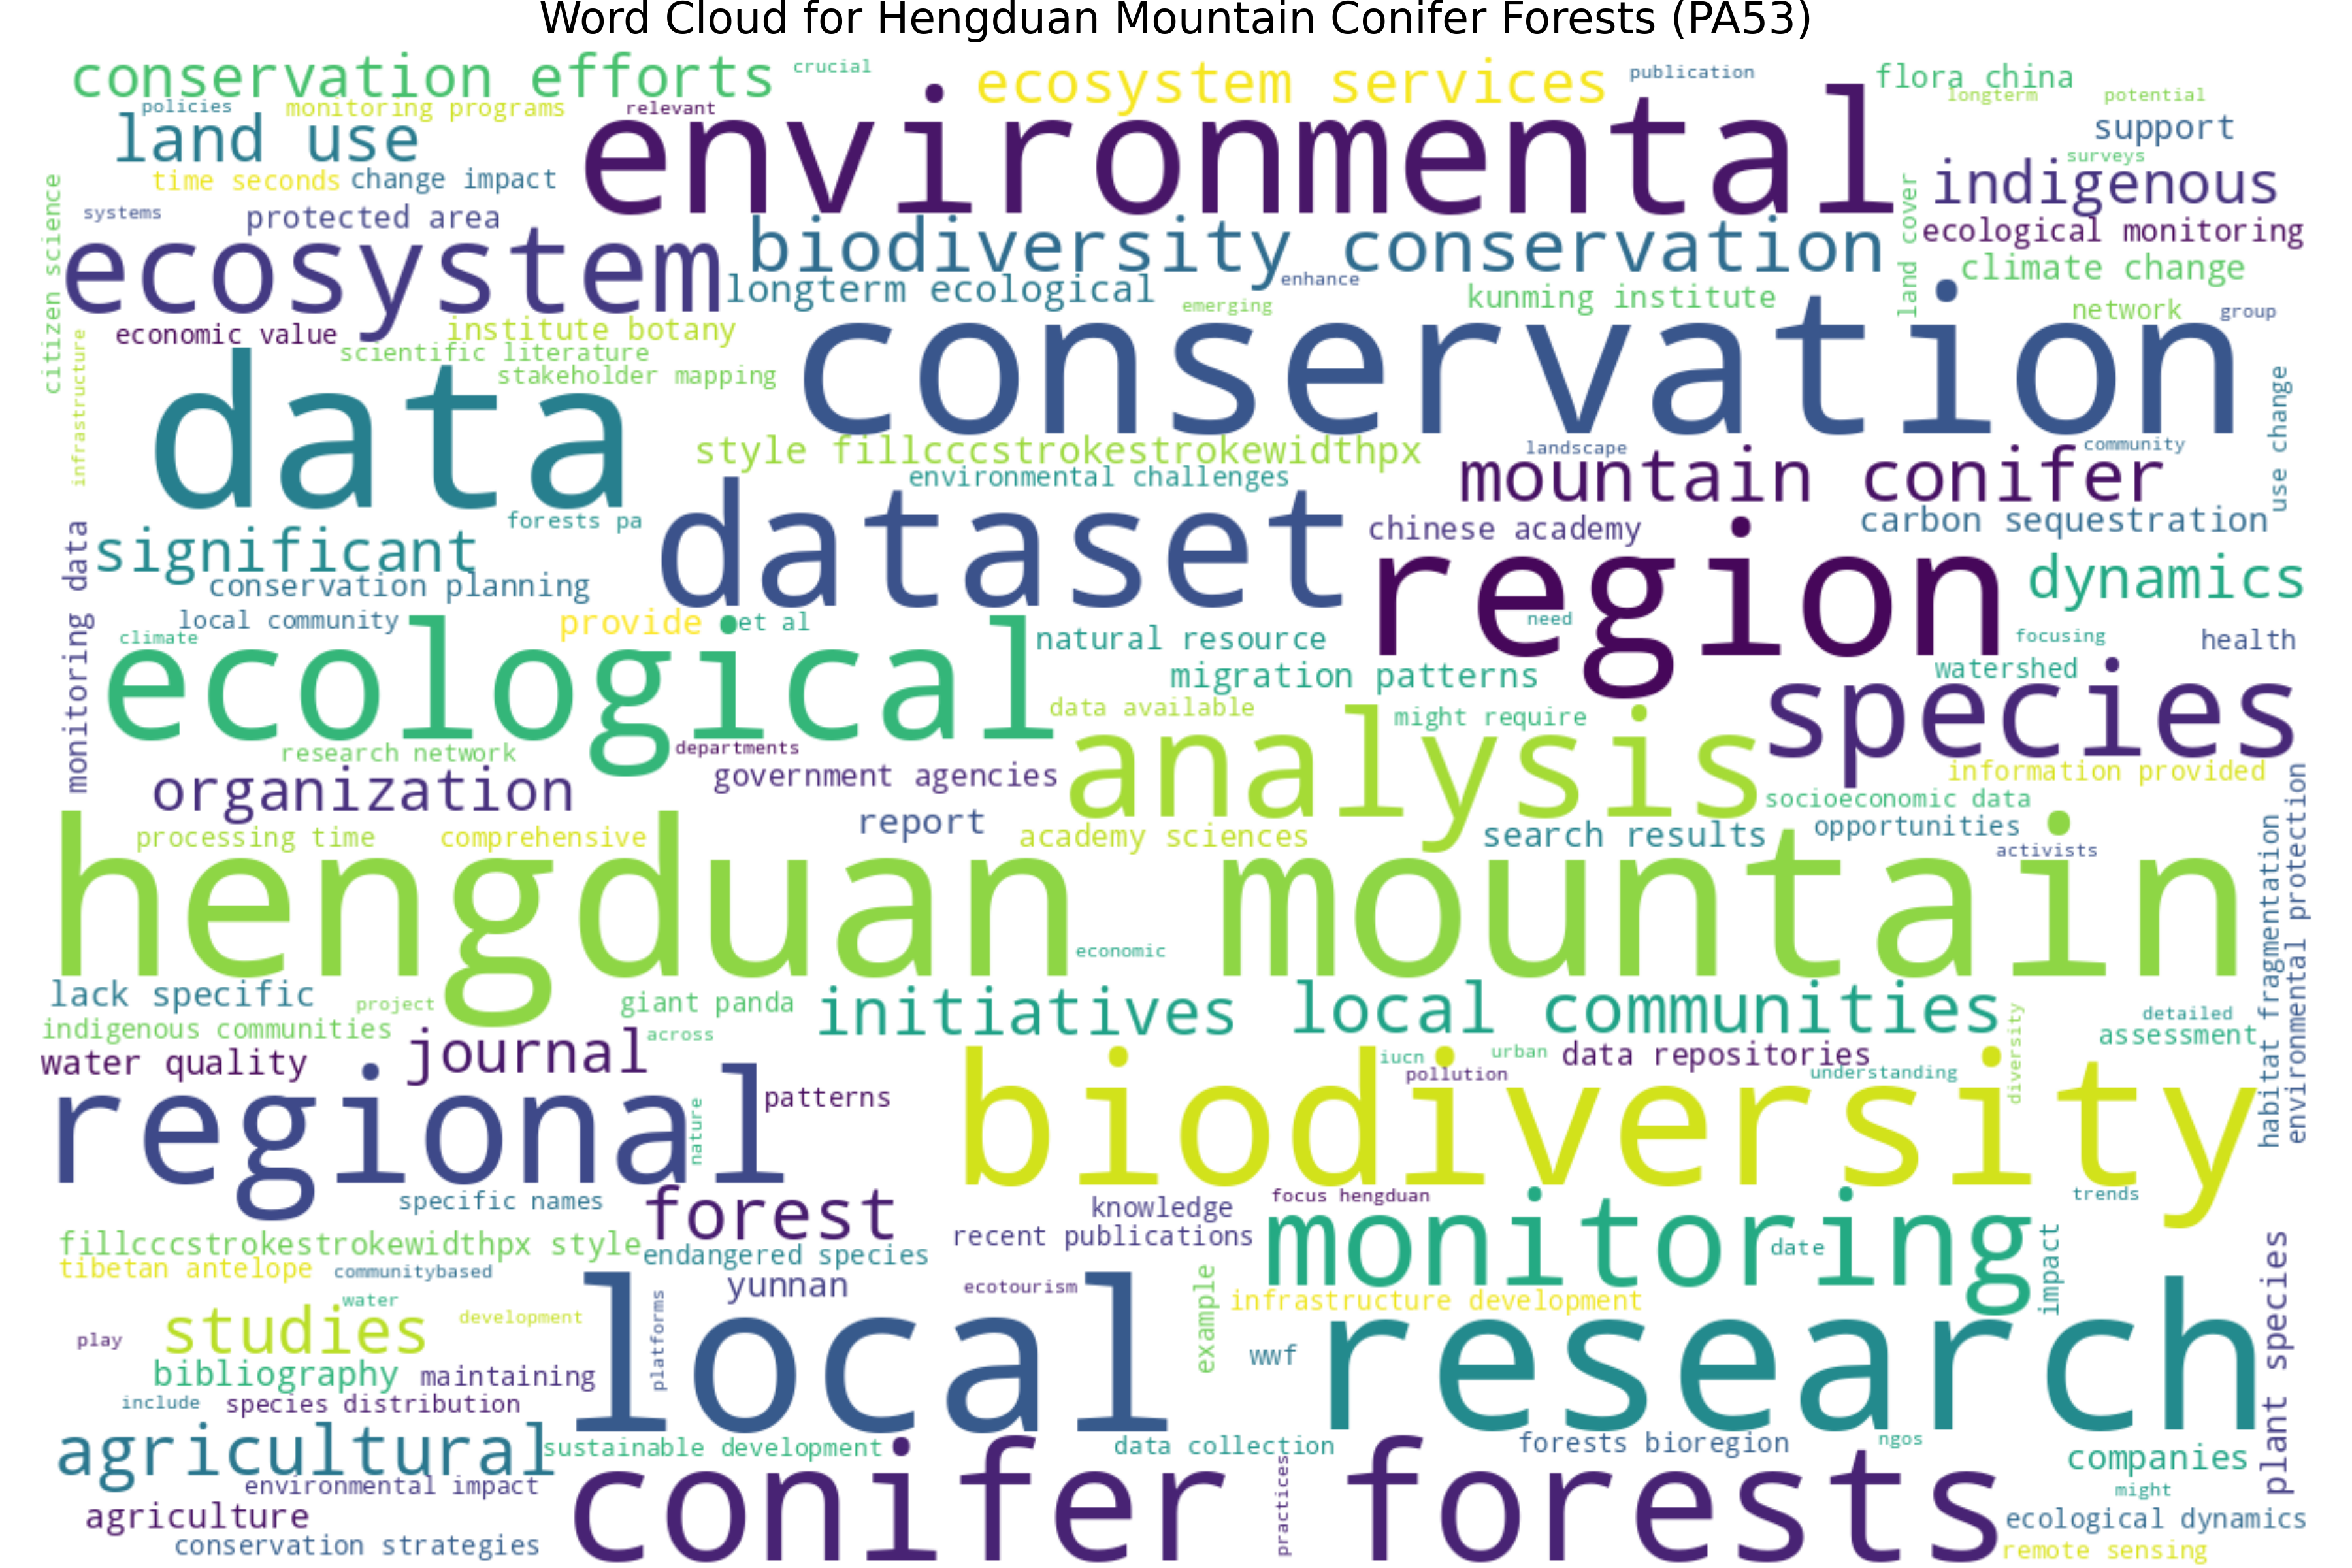 Word Cloud for Hengduan Mountain Conifer Forests (PA53)
conservation efforts
crucial
ecosystem services
publication
flora china
policies
monitoring programs
relevant
longterm
potential
land use
environmental
support
surveys
time seconds
change impact
indigenous
citizen science
systems
protected area
land cover
ecological monitoring
ecosystem
biodiversity conservation
climate change
longterm ecological
enhance
kunming institute
emerging
network
group
economic value
institute botany
infrastructure
scientific literature
stakeholder mapping
conservation
data
use change
style fillcccstrokestrokewidthpx
landscape
community
environmental challenges
mountain conifer
forests pa
dataset
chinese academy
carbon sequestration
monitoring data
significant
region
dynamics
conservation planning
local community
provide
et al
need
climate
natural resource
focusing
health
ecological
migration patterns
watershed
species
data available
might require
research network
departments
analysis
organization
government agencies
information provided
socioeconomic data
report
processing time
comprehensive
academy sciences
search results
opportunities
activists
hengduan mountain
economic
habitat fragmentation
environmental protection
lack specific
project
giant panda
initiatives
local communities
detailed
indigenous communities
across
diversity
assessment
water quality
journal
iucn
urban
data repositories
pollution
understanding
regional
nature
patterns
biodiversity
specific names
forest
knowledge
focus hengduan
trends
fillcccstrokestrokewidthpx style
endangered species
recent publications
monitoring
date
impact
plant species
tibetan antelope
communitybased
yunnan
ecotourism
example
infrastructure development
water
development
platforms
studies
play
local
wwf
research
bibliography
maintaining
include
species distribution
agricultural
sustainable development
data collection
forests bioregion
ngos
companies
environmental impact
conifer forests
practices
might
agriculture
ecological dynamics
conservation strategies
remote sensing